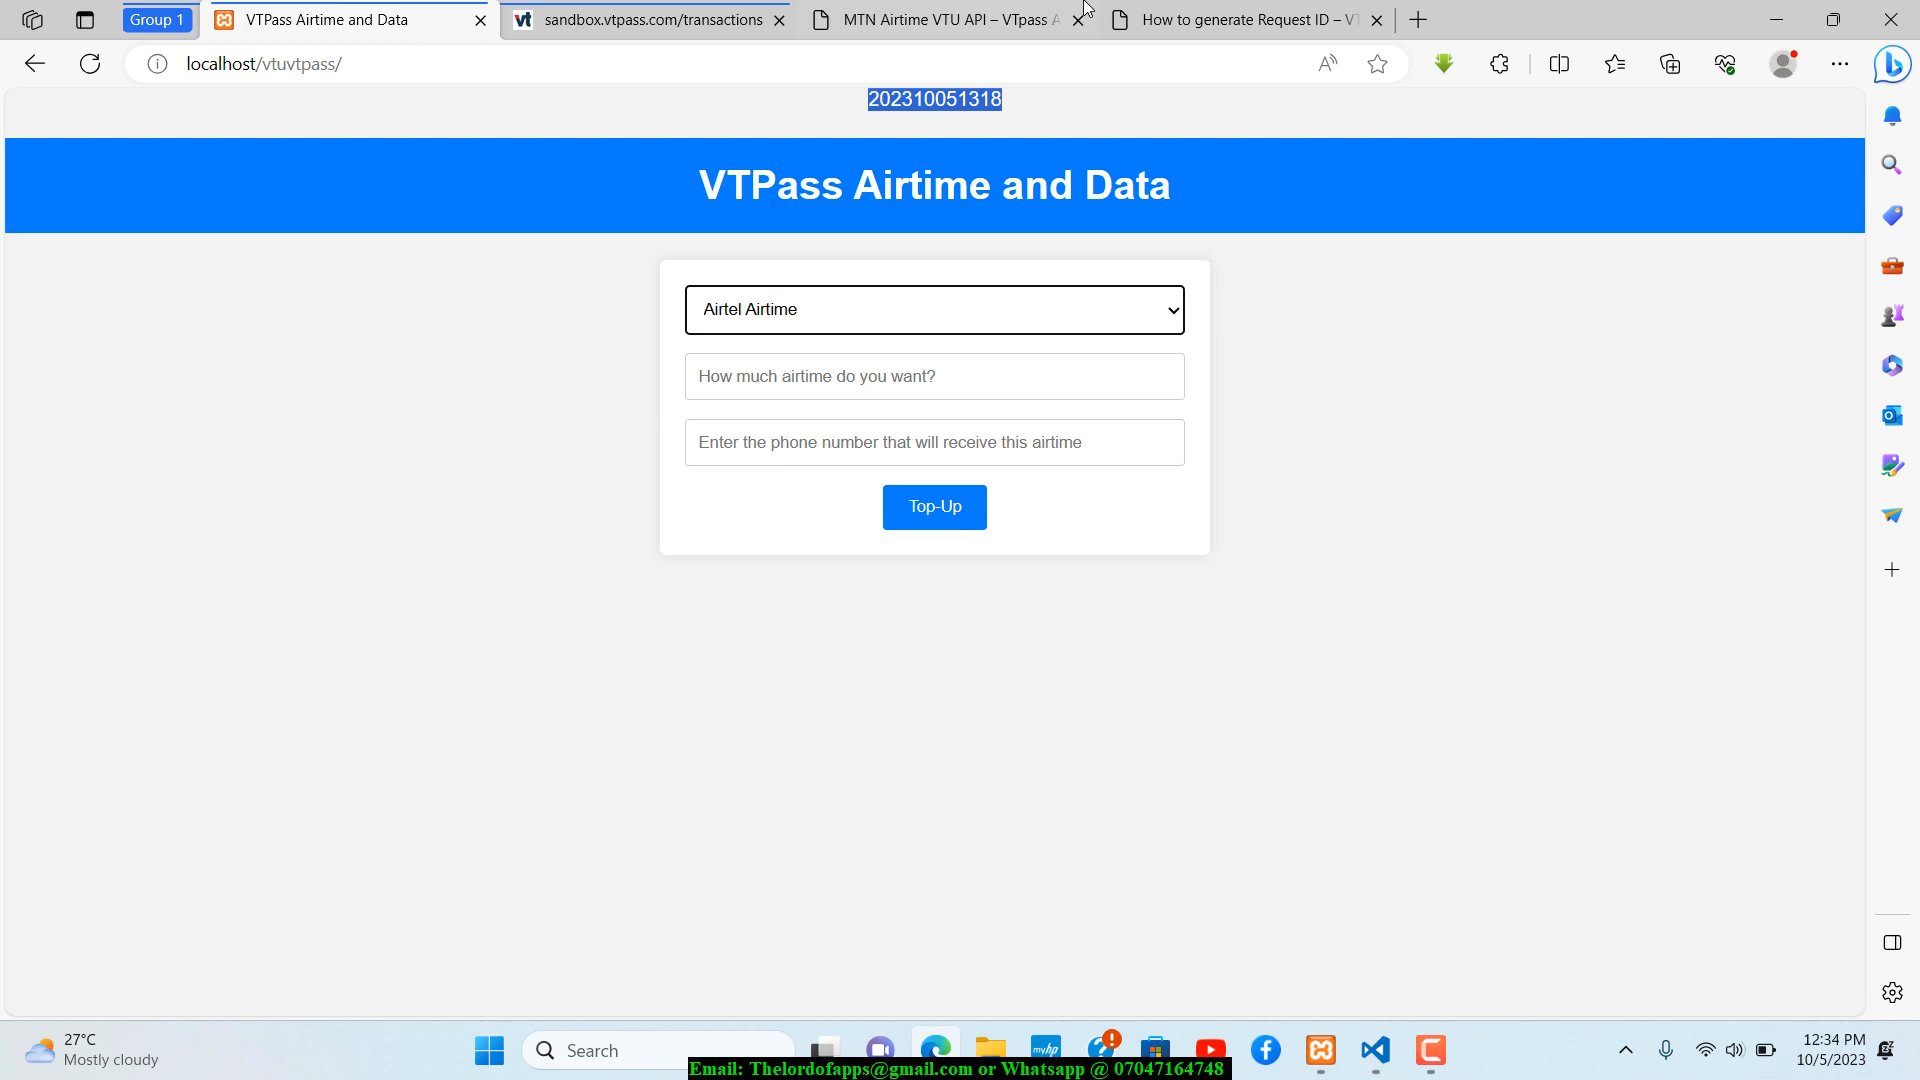 Group 1
VTPass Airtime and Data
vt sandbox.vtpass.com/transactions
MTN Airtime VTU API – VTpass A
How to generate Request ID – VT
localhost/vtuvtpass/
202310051318
VTPass Airtime and Data
Airtel Airtime
How much airtime do you want?
Enter the phone number that will receive this airtime
Top-Up
27°C
Mostly cloudy
Search
myhp
12:34 PM
10/5/2023
Email: Thelordofapps@gmail.com or Whatsapp @ 07047164748